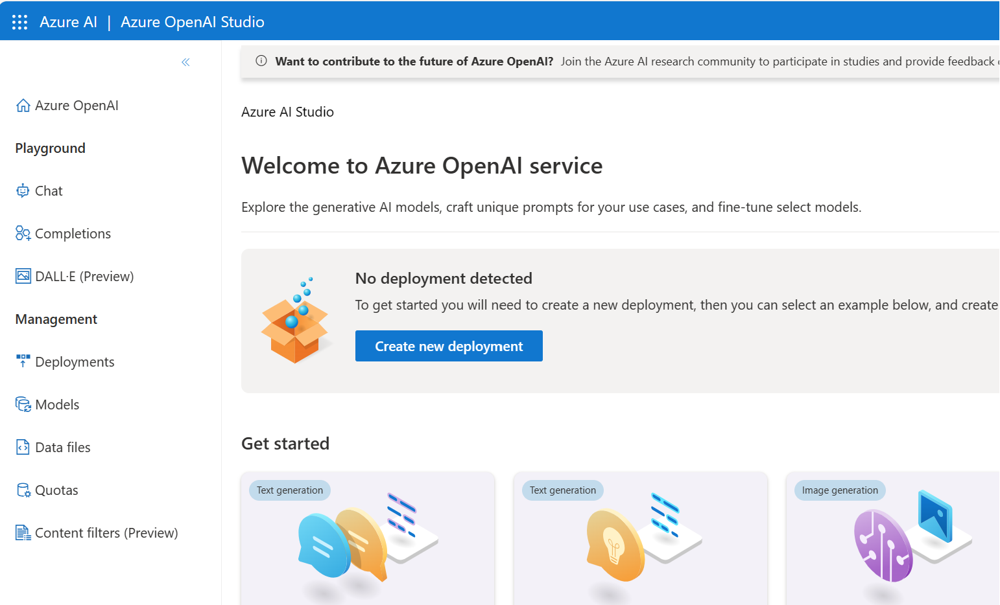 Azure AI | Azure OpenAI Studio
Want to contribute to the future of Azure OpenAI? Join the Azure AI research community to participate in studies and provide feedback
Azure OpenAI
Playground
Chat
Completions
DALL·E (Preview)
Management
Deployments
Models
Data files
Quotas
Content filters (Preview)
Azure AI Studio
Welcome to Azure OpenAI service
Explore the generative AI models, craft unique prompts for your use cases, and fine-tune select models.
No deployment detected
To get started you will need to create a new deployment, then you can select an example below, and create
Create new deployment
Get started
Text generation
Text generation
Image generation